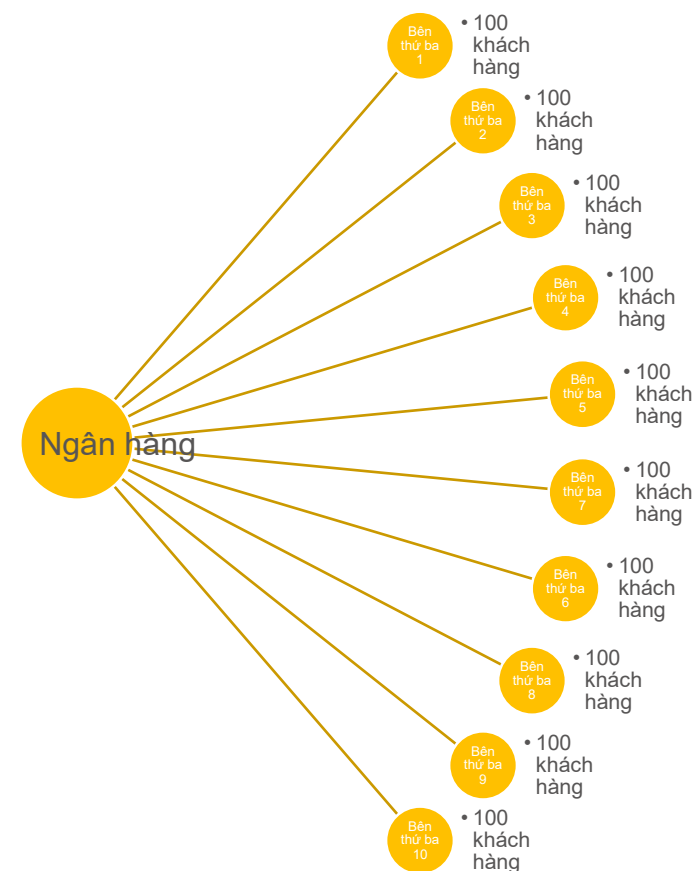 Bên
thứ ba
1
• 100
khách
hàng
Bên
thứ ba
2
• 100
khách
hàng
Bên
thứ ba
3
• 100
khách
hàng
Bên
thứ ba
4
• 100
khách
hàng
Bên
thứ ba
5
• 100
khách
hàng
Ngân hàng
Bên
thứ ba
7
• 100
khách
hàng
Bên
thứ ba
6
• 100
khách
hàng
Bên
thứ ba
8
• 100
khách
hàng
Bên
thứ ba
9
• 100
khách
hàng
Bên
thứ ba
10
• 100
khách
hàng